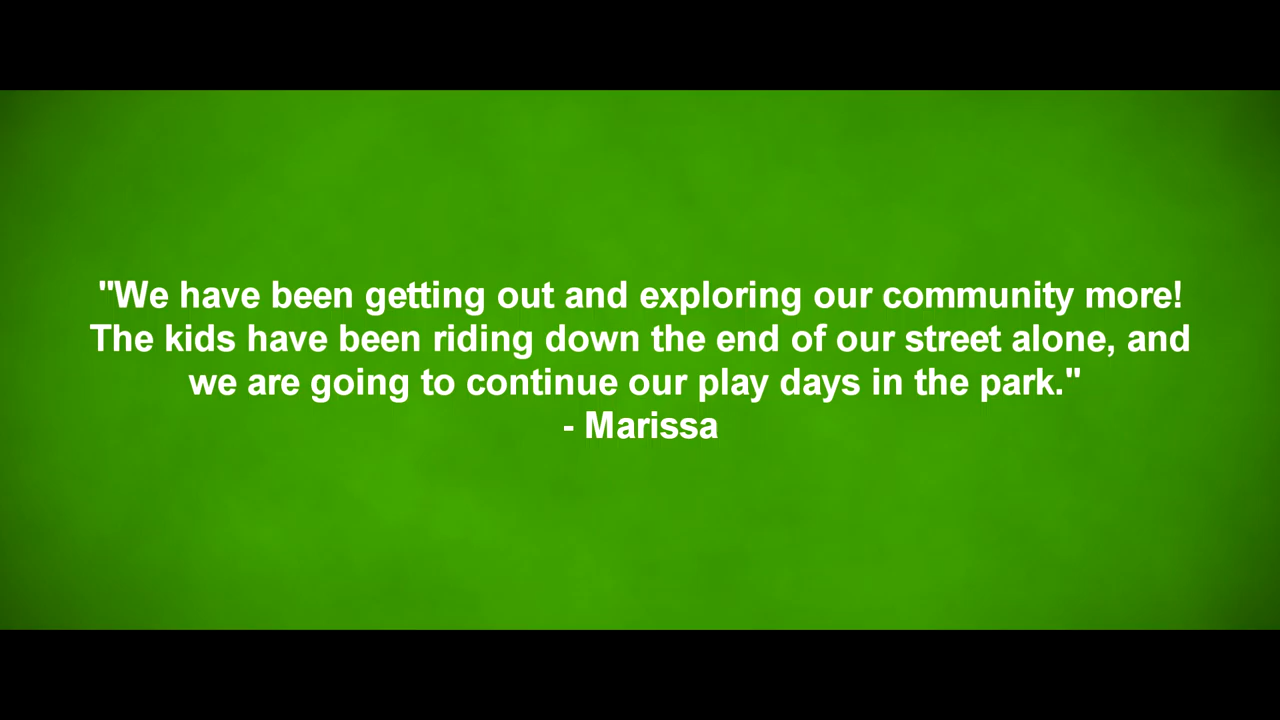 "We have been getting out and exploring our community more!
The kids have been riding down the end of our street alone, and
we are going to continue our play days in the park."
- Marissa